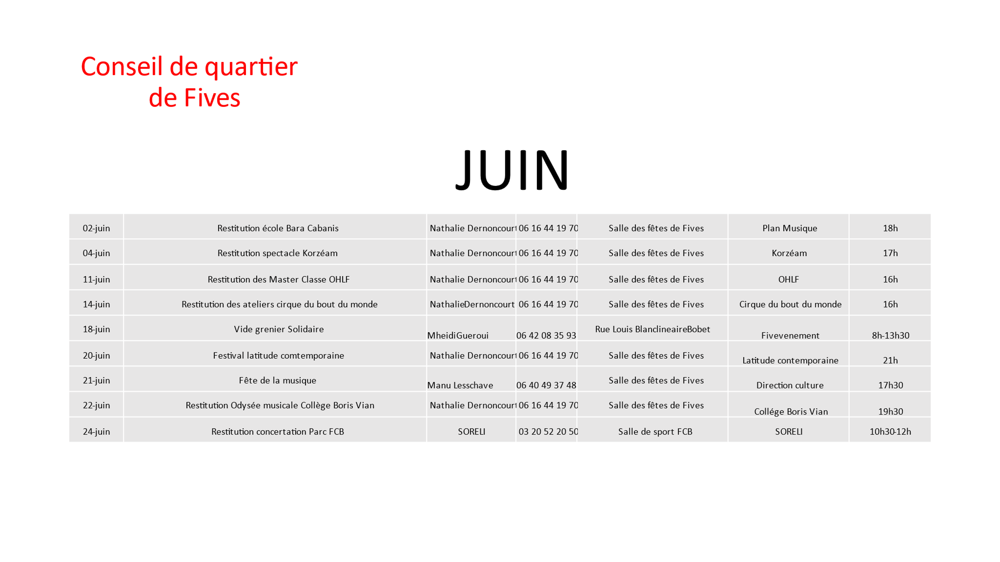 Conseil de quartier
de Fives
JUIN
02-juin Restitution école Bara Cabanis Nathalie Dernoncourt 06 16 44 19 70 Salle des fêtes de Fives Plan Musique 18h
04-juin Restitution spectacle Korzéam Nathalie Dernoncourt 06 16 44 19 70 Salle des fêtes de Fives Korzéam 17h
11-juin Restitution des Master Classe OHLF Nathalie Dernoncourt 06 16 44 19 70 Salle des fêtes de Fives OHLF 16h
14-juin Restitution des ateliers cirque du bout du monde NathalieDernoncourt 06 16 44 19 70 Salle des fêtes de Fives Cirque du bout du monde 16h
18-juin Vide grenier Solidaire MheidiGueroui 06 42 08 35 93 Rue Louis BlanclineaireBobet Fivevenement 8h-13h30
20-juin Festival latitude comtemporaine Nathalie Dernoncourt 06 16 44 19 70 Salle des fêtes de Fives Latitude contemporaine 21h
21-juin Fête de la musique Manu Lesschave 06 40 49 37 48 Salle des fêtes de Fives Direction culture 17h30
22-juin Restitution Odysée musicale Collège Boris Vian Nathalie Dernoncourt 06 16 44 19 70 Salle des fêtes de Fives Collége Boris Vian 19h30
24-juin Restitution concertation Parc FCB SORELI 03 20 52 20 50 Salle de sport FCB SORELI 10h30-12h